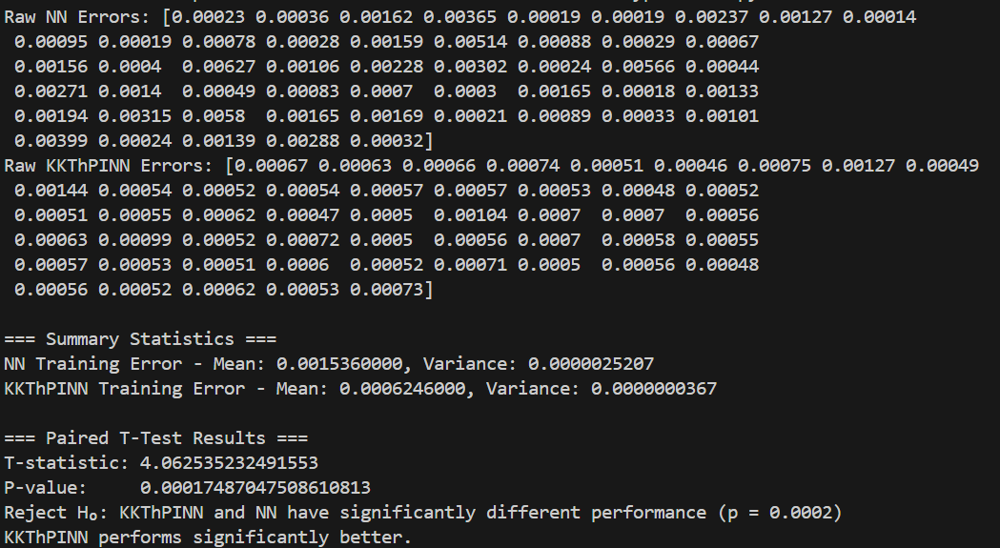 Raw NN Errors: [0.00023 0.00036 0.00162 0.00365 0.00019 0.00019 0.00237 0.00127 0.00014
0.00095 0.00019 0.00078 0.00028 0.00159 0.00514 0.00088 0.00029 0.00067
0.00156 0.0004 0.00627 0.00106 0.00228 0.00302 0.00024 0.00566 0.00044
0.00271 0.0014 0.00049 0.00083 0.0007 0.0003 0.00165 0.00018 0.00133
0.00194 0.00315 0.0058 0.00165 0.00169 0.00021 0.00089 0.00033 0.00101
0.00399 0.00024 0.00139 0.00288 0.00032]
Raw KKThPINN Errors: [0.00067 0.00063 0.00066 0.00074 0.00051 0.00046 0.00075 0.00127 0.00049
0.00144 0.00054 0.00052 0.00054 0.00057 0.00057 0.00053 0.00048 0.00052
0.00051 0.00055 0.00062 0.00047 0.0005 0.00104 0.0007 0.0007 0.00056
0.00063 0.00099 0.00052 0.00072 0.0005 0.00056 0.0007 0.00058 0.00055
0.00057 0.00053 0.00051 0.0006 0.00052 0.00071 0.0005 0.00056 0.00048
0.00056 0.00052 0.00062 0.00053 0.00073]
=== Summary Statistics ===
NN Training Error - Mean: 0.0015360000, Variance: 0.0000025207
KKThPINN Training Error - Mean: 0.0006246000, Variance: 0.0000000367
=== Paired T-Test Results ===
T-statistic: 4.062535232491553
P-value: 0.00017487047508610813
Reject H₀: KKThPINN and NN have significantly different performance (p = 0.0002)
KKThPINN performs significantly better.